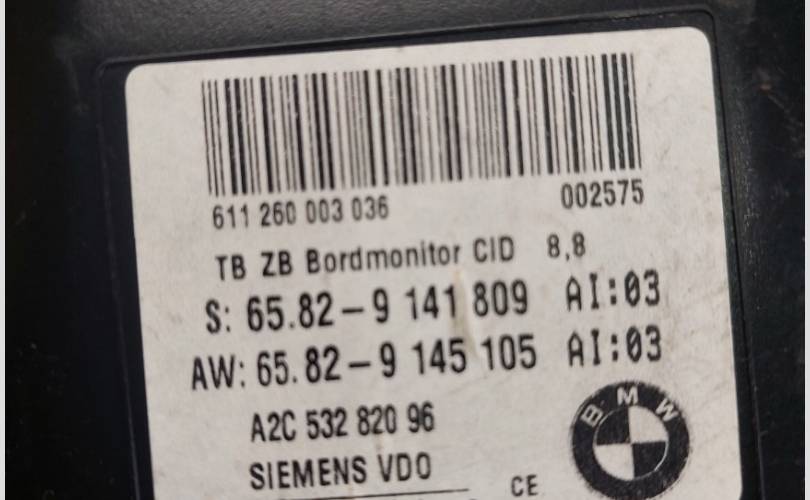 611 260 003 036 002575
TB ZB Bordmonitor CID 8,8
S: 65.82-9 141 809 AI:03
AW: 65.82-9 145 105 AI:03
A2C 532 820 96
SIEMENS VDO
CE
BMW